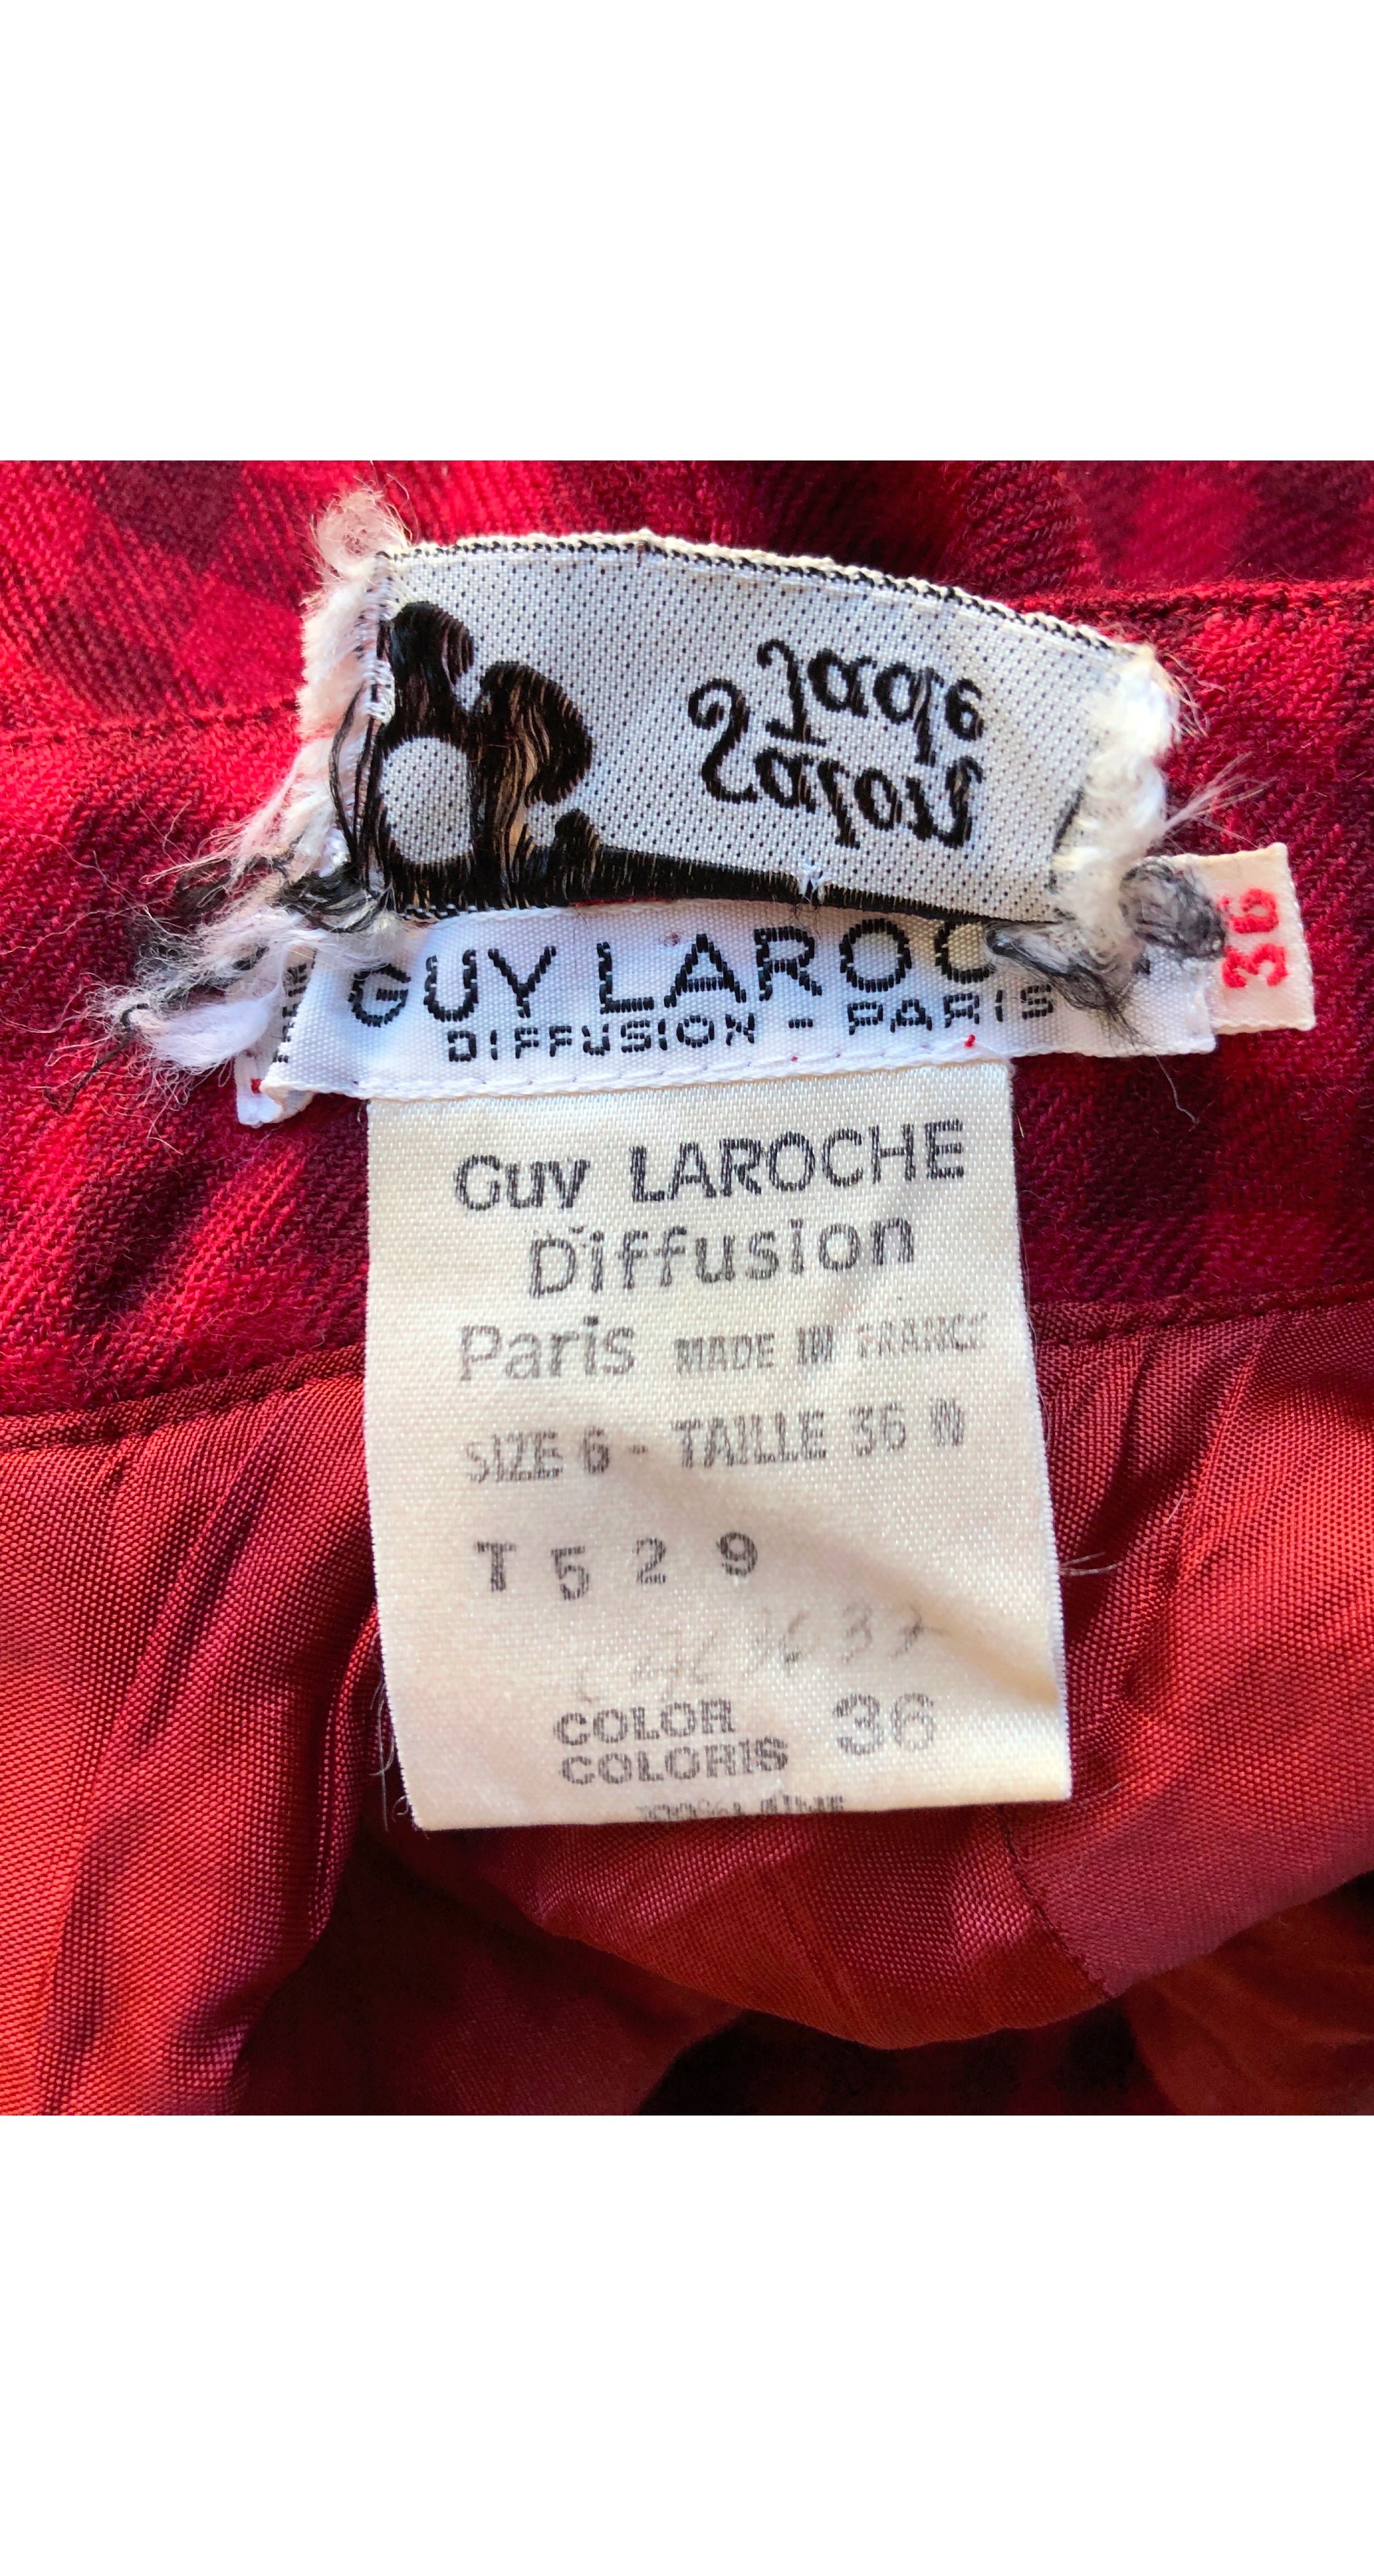 GUY LAROC
DIFFUSION - PARIS
36
Guy LAROCHE
Diffusion
Paris MADE IN FRANCE
SIZE 6 - TAILLE 36 N
T 5 2 9
COLOR
COLORIS 36